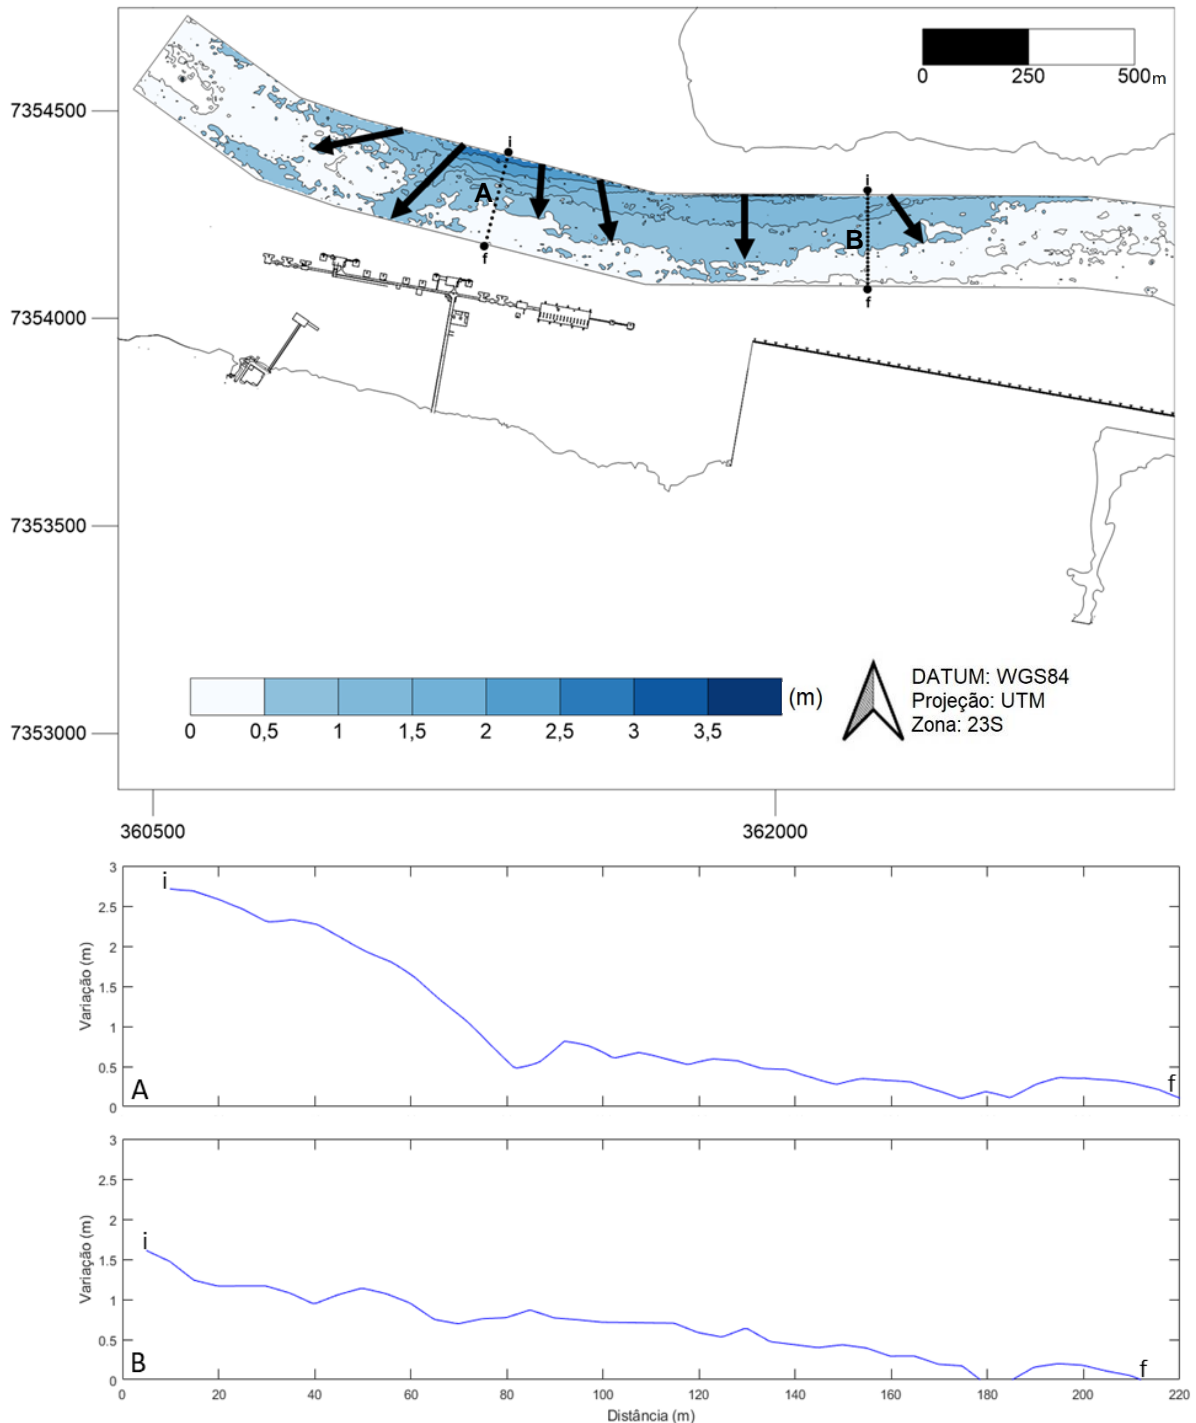 0 250 500m
7354500
i i
A
B
f
f
7354000
7353500
7353000
(m)
0 0,5 1 1,5 2 2,5 3 3,5
DATUM: WGS84
Projeção: UTM
Zona: 23S
360500 362000
3
2.5
2
1.5
1
0.5
0
Variação (m)
i
A
f
3
2.5
2
1.5
1
0.5
0
Variação (m)
i
B
f
0 20 40 60 80 100 120 140 160 180 200 220
Distância (m)